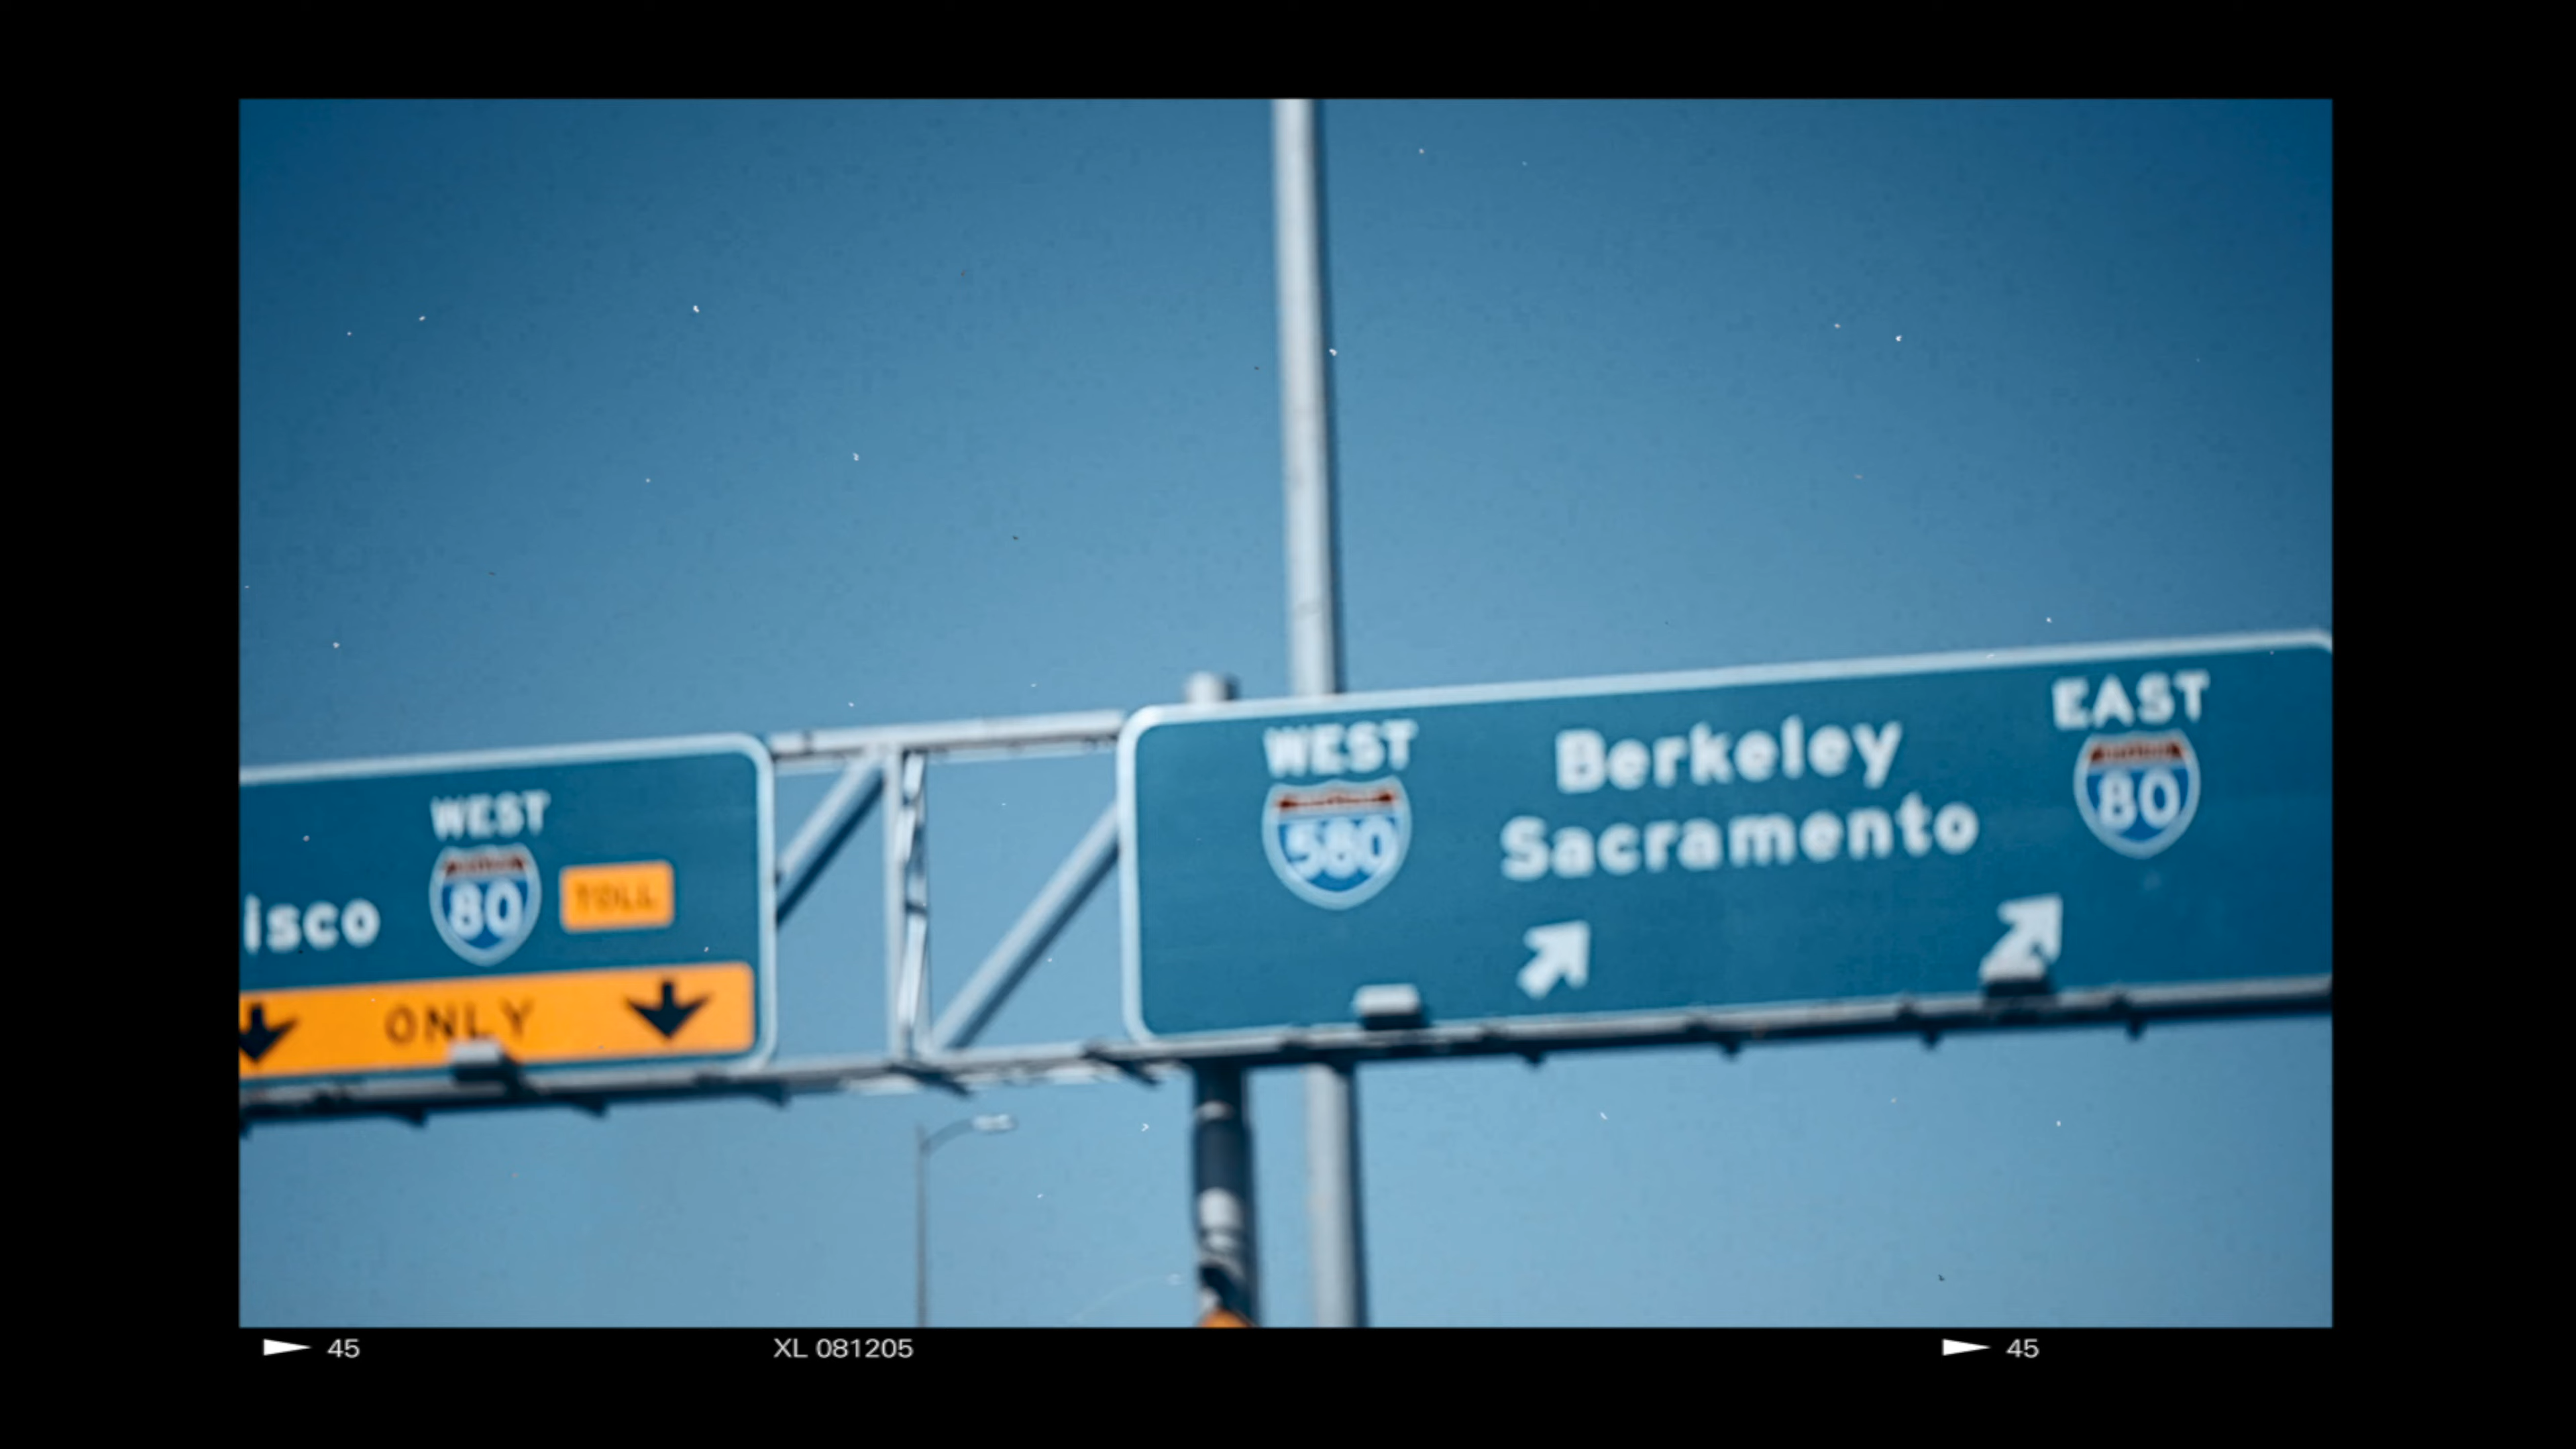 WEST
isco 80 TOLL
ONLY
WEST
580
Berkeley
Sacramento
EAST
80
45 XL 081205 45